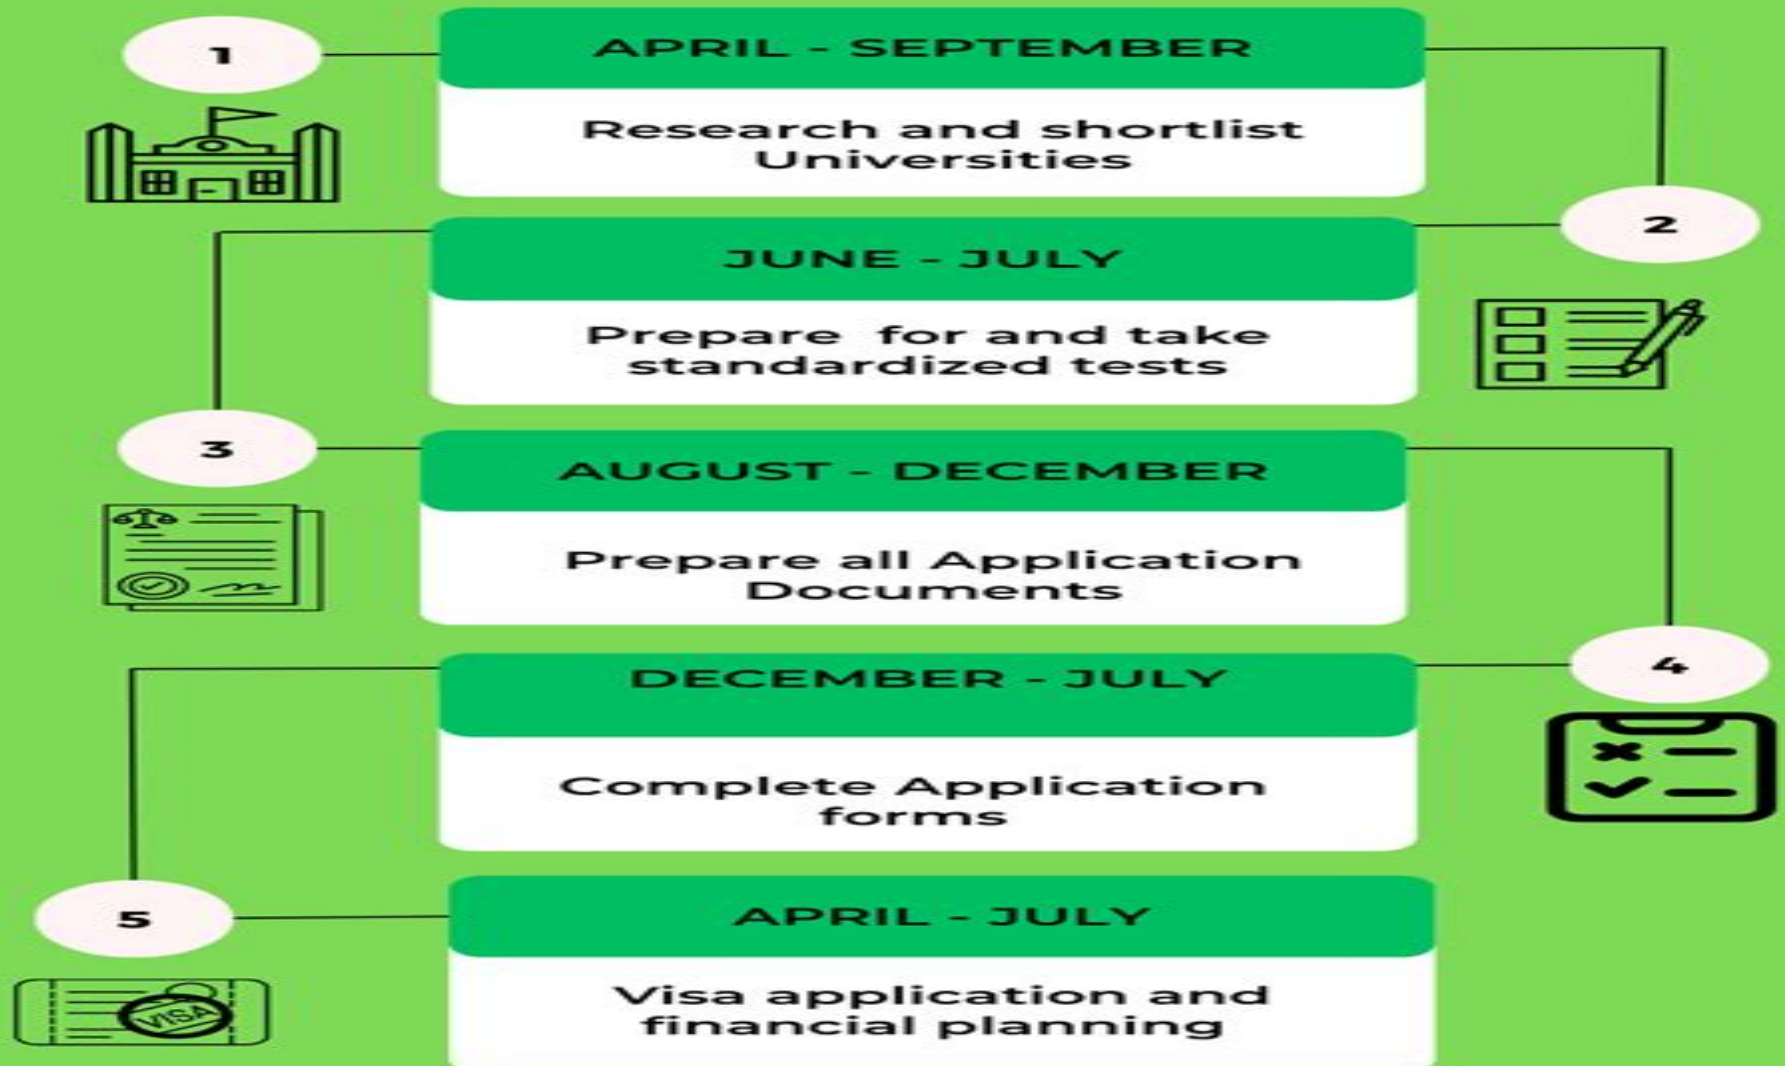 1
APRIL - SEPTEMBER
Research and shortlist
Universities
2
JUNE - JULY
Prepare for and take
standardized tests
3
AUGUST - DECEMBER
Prepare all Application
Documents
4
DECEMBER - JULY
Complete Application
forms
5
APRIL - JULY
Visa application and
financial planning
VISA